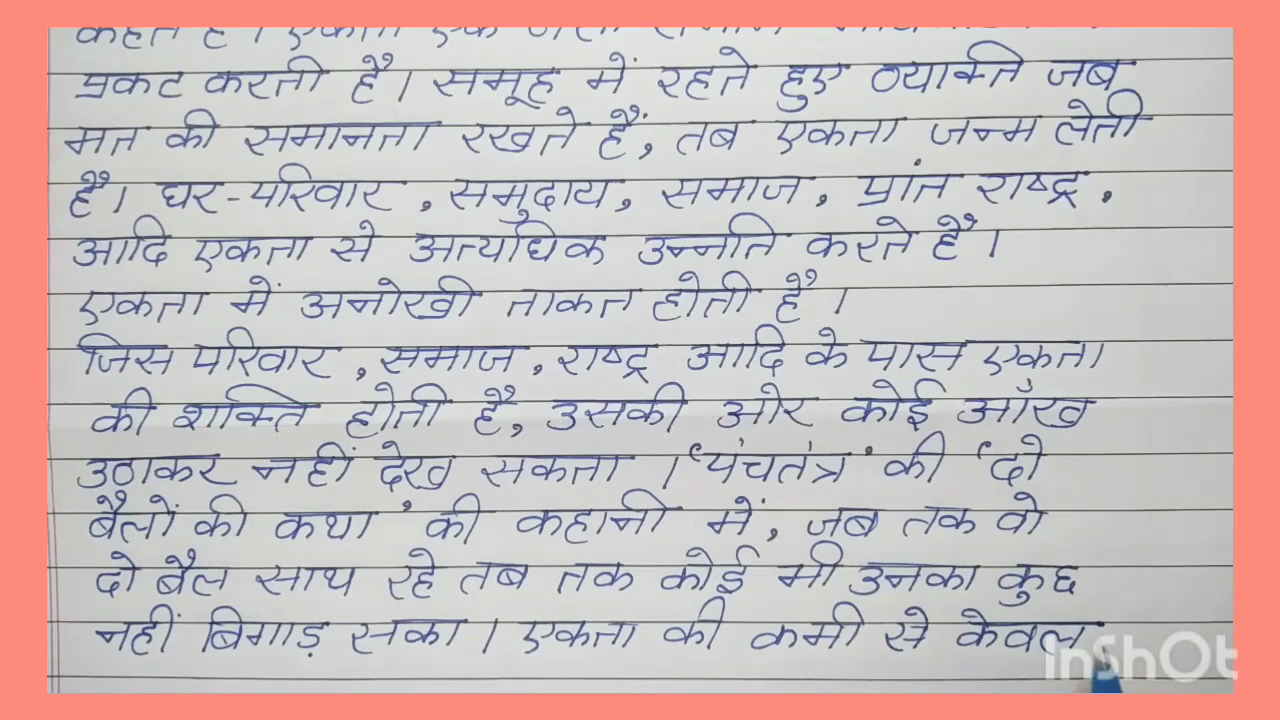 प्रकट करती है। समूह में रहते हुए व्यक्ति जब
मत की समानता रखते हैं, तब एकता जन्म लेती
है। घर-परिवार, समुदाय, समाज, प्रांत राष्ट्र,
आदि एकता से अत्यधिक उन्नति करते हैं।
एकता में अनोखी ताकत होती है।
जिस परिवार, समाज, राष्ट्र आदि के पास एकता
की शक्ति होती है, उसकी ओर कोई आँख
उठाकर नहीं देख सकता। 'पंचतंत्र' की 'दो
बैलों की कथा' की कहानी में, जब तक वो
दो बैल साथ रहे तब तक कोई भी उनका कुछ
नहीं बिगाड़ सका। एकता की कमी से केवल
InShOt